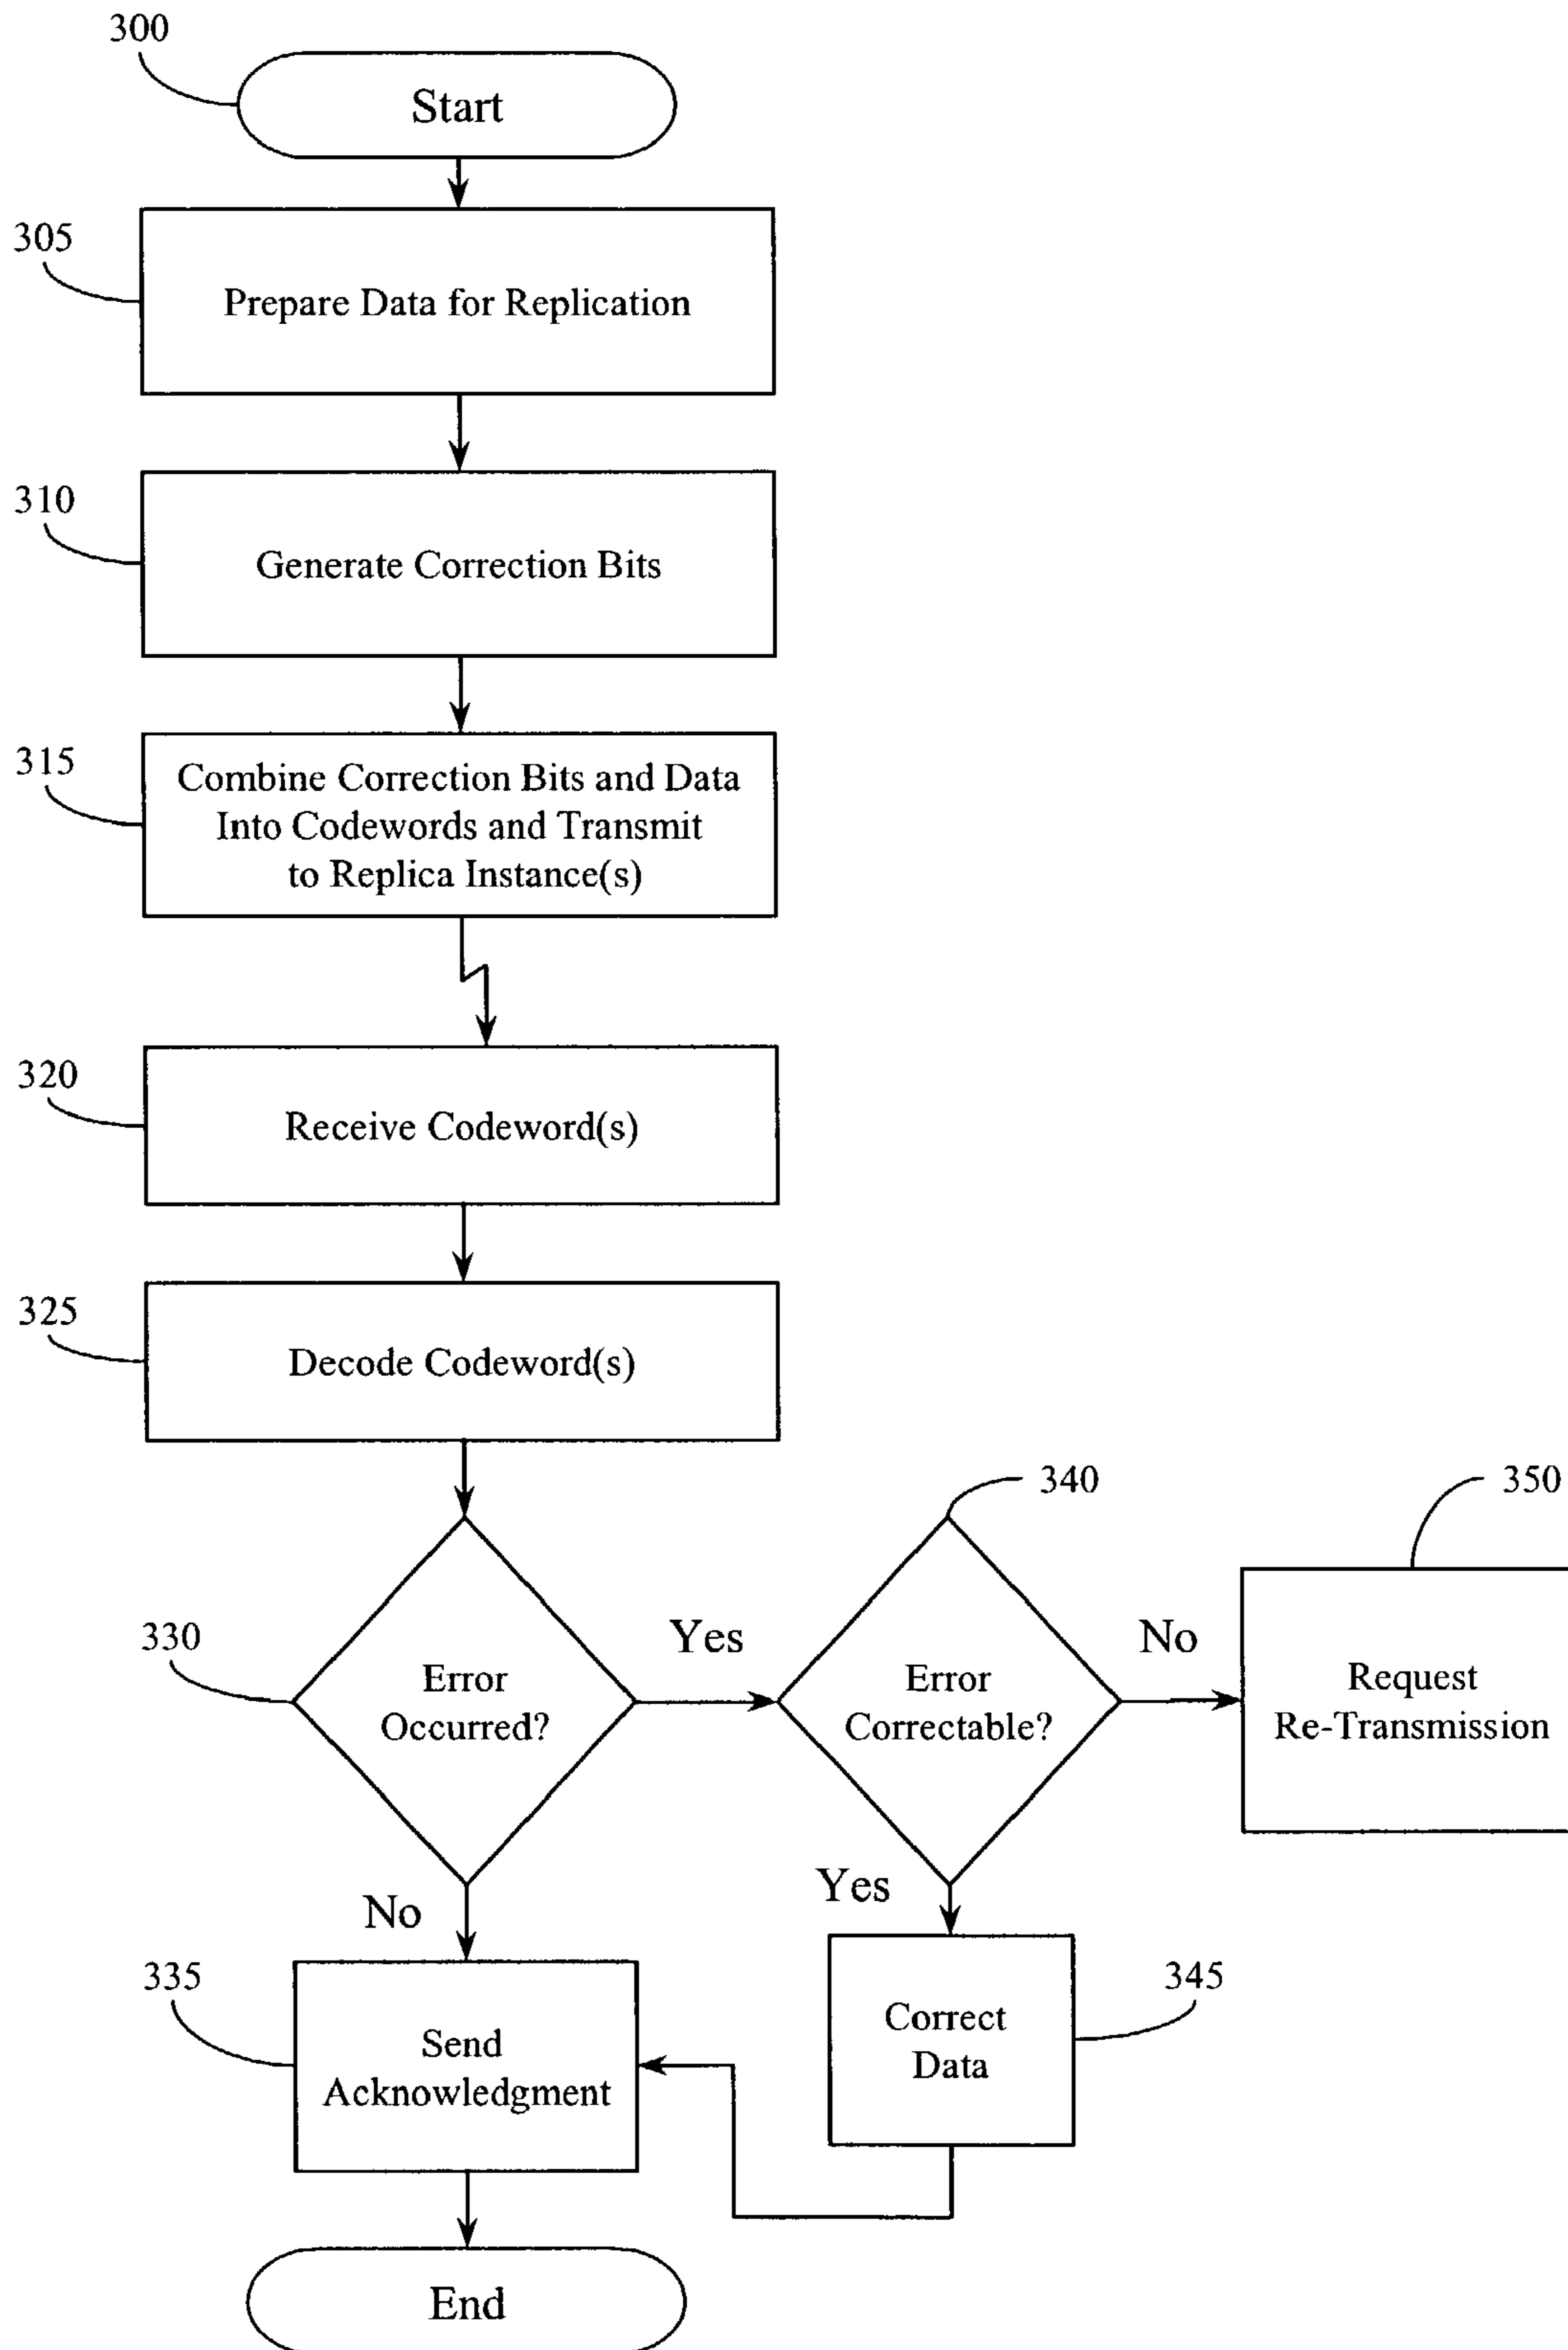 300
Start
305
Prepare Data for Replication
310
Generate Correction Bits
315
Combine Correction Bits and Data
Into Codewords and Transmit
to Replica Instance(s)
320
Receive Codeword(s)
325
Decode Codeword(s)
340
350
330
Error
Occurred?
Yes
Error
Correctable?
No
Request
Re-Transmission
No
Yes
335
Send
Acknowledgment
345
Correct
Data
End